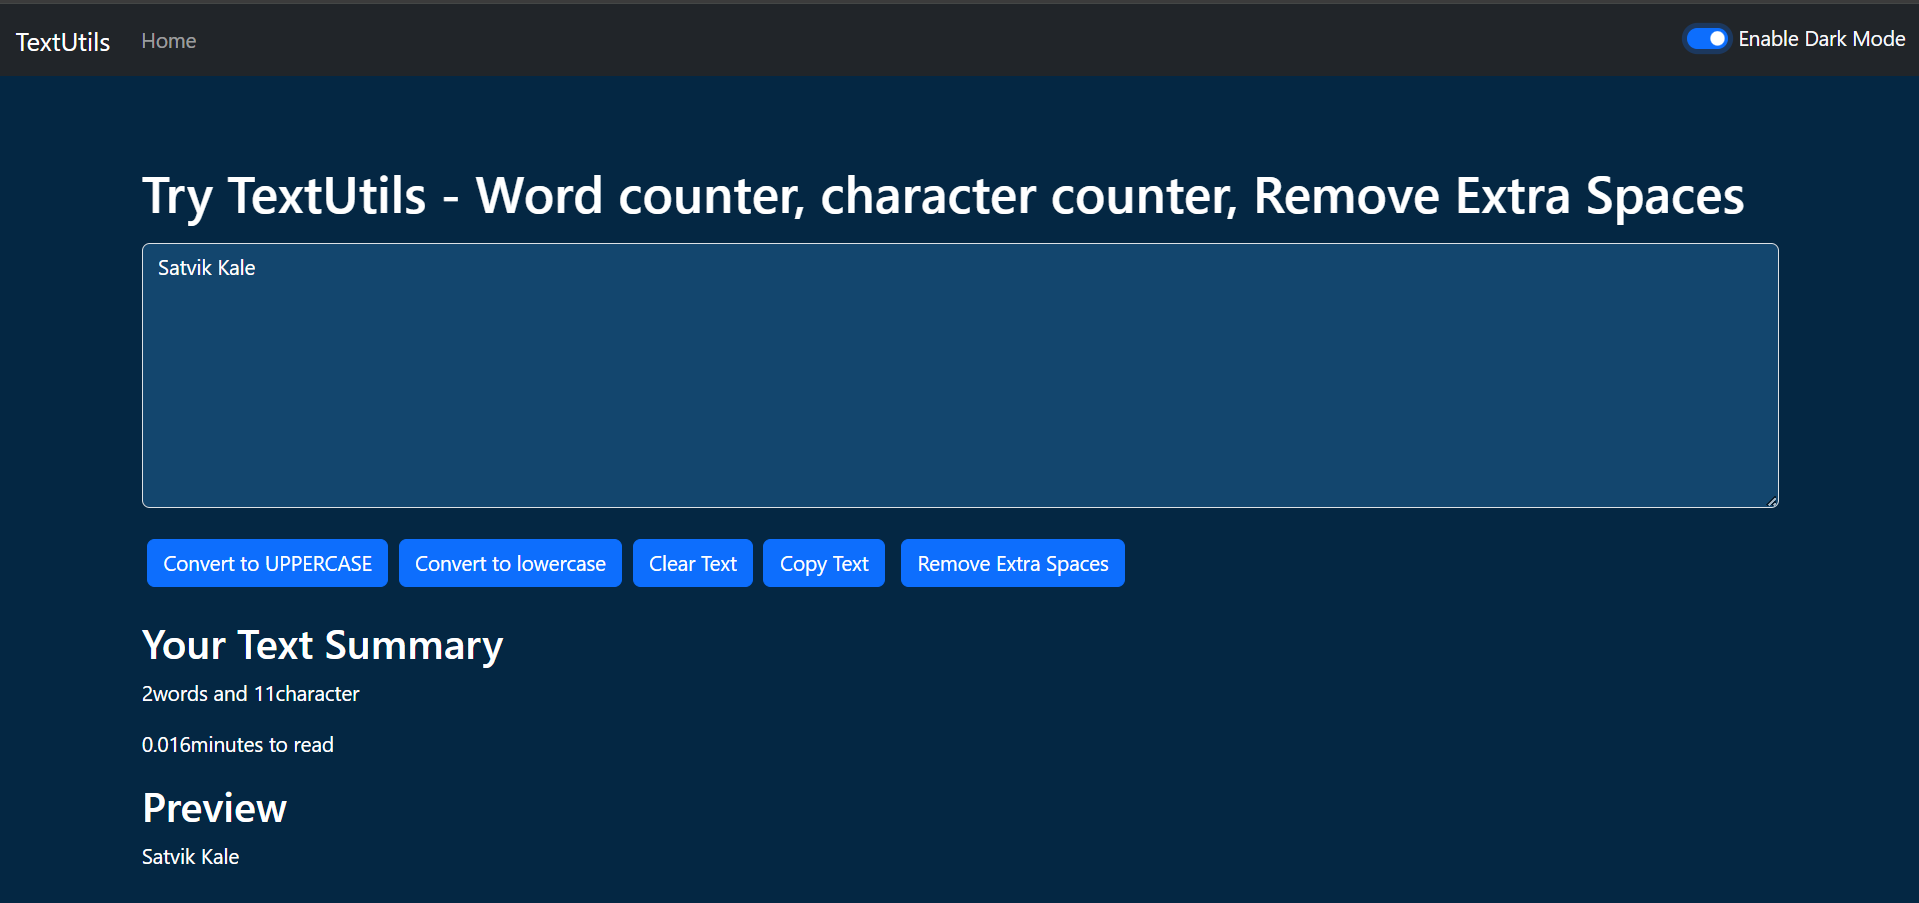 TextUtils Home Enable Dark Mode
Try TextUtils - Word counter, character counter, Remove Extra Spaces
Satvik Kale
Convert to UPPERCASE Convert to lowercase Clear Text Copy Text Remove Extra Spaces
Your Text Summary
2words and 11character
0.016minutes to read
Preview
Satvik Kale